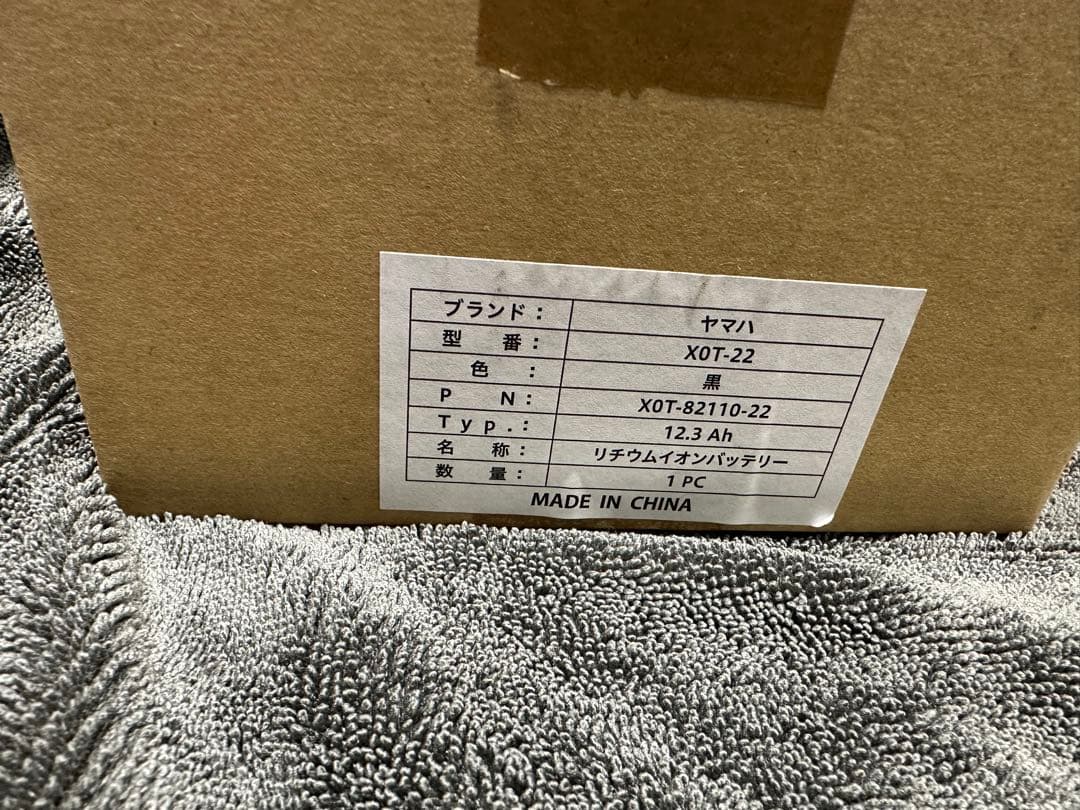 ブランド： ヤマハ
型 番： X0T-22
色 ： 黒
P N： X0T-82110-22
Typ.： 12.3 Ah
名 称： リチウムイオンバッテリー
数 量： 1 PC
MADE IN CHINA